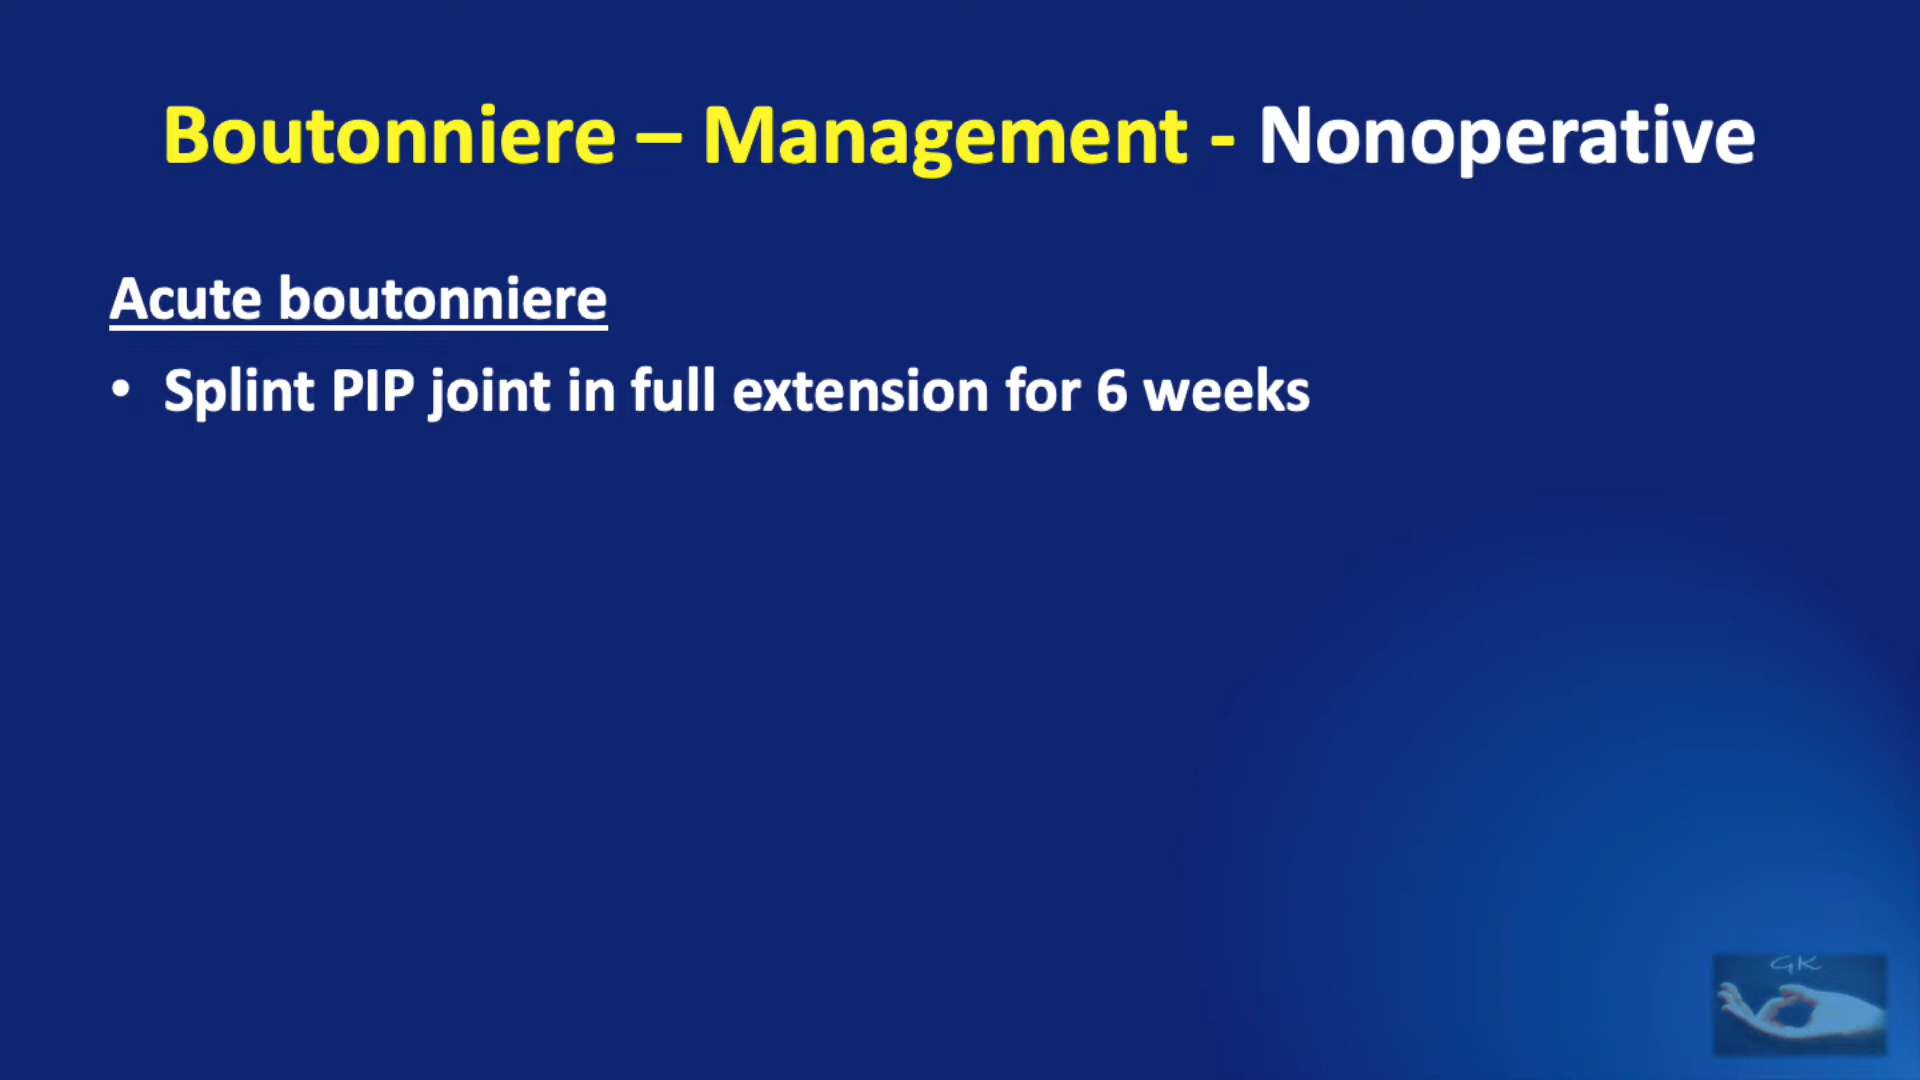 Boutonniere – Management - Nonoperative
Acute boutonniere
• Splint PIP joint in full extension for 6 weeks
GK